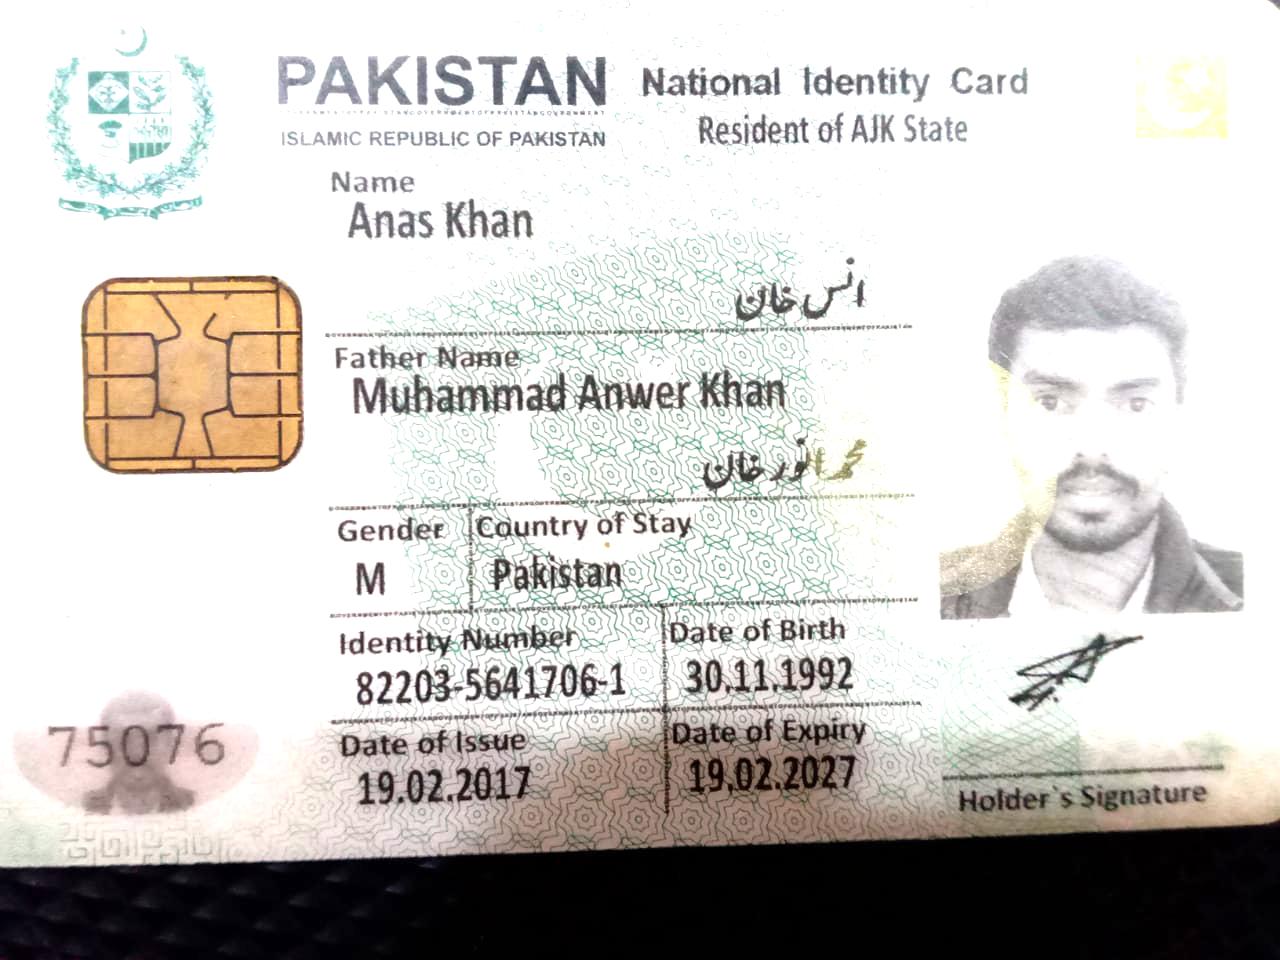 PAKISTAN National Identity Card
ISLAMIC REPUBLIC OF PAKISTAN Resident of AJK State
Name
Anas Khan
انس خان
Father Name
Muhammad Anwer Khan
محمد انور خان
Gender Country of Stay
M Pakistan
Identity Number Date of Birth
82203-5641706-1 30.11.1992
75076
Date of Issue Date of Expiry
19.02.2017 19.02.2027
Holder's Signature